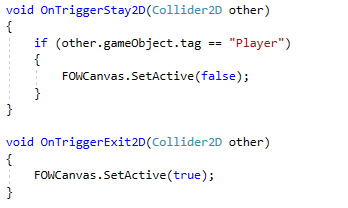 void OnTriggerStay2D(Collider2D other)
{
    if (other.gameObject.tag == "Player")
    {
        FOWCanvas.SetActive(false);
    }
}
void OnTriggerExit2D(Collider2D other)
{
    FOWCanvas.SetActive(true);
}